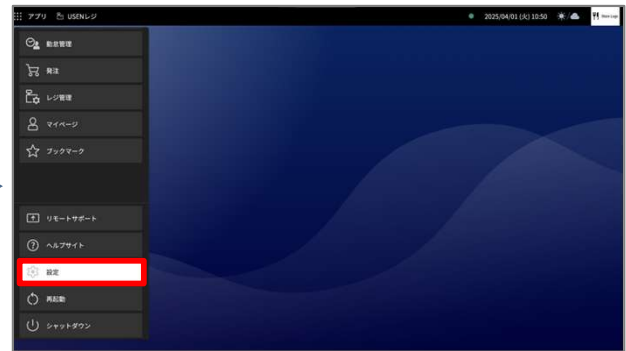 アプリ USENレジ 2025/04/01 (火) 10:50
勤怠管理
発注
レジ管理
マイページ
ブックマーク
リモートサポート
ヘルプサイト
設定
再起動
シャットダウン